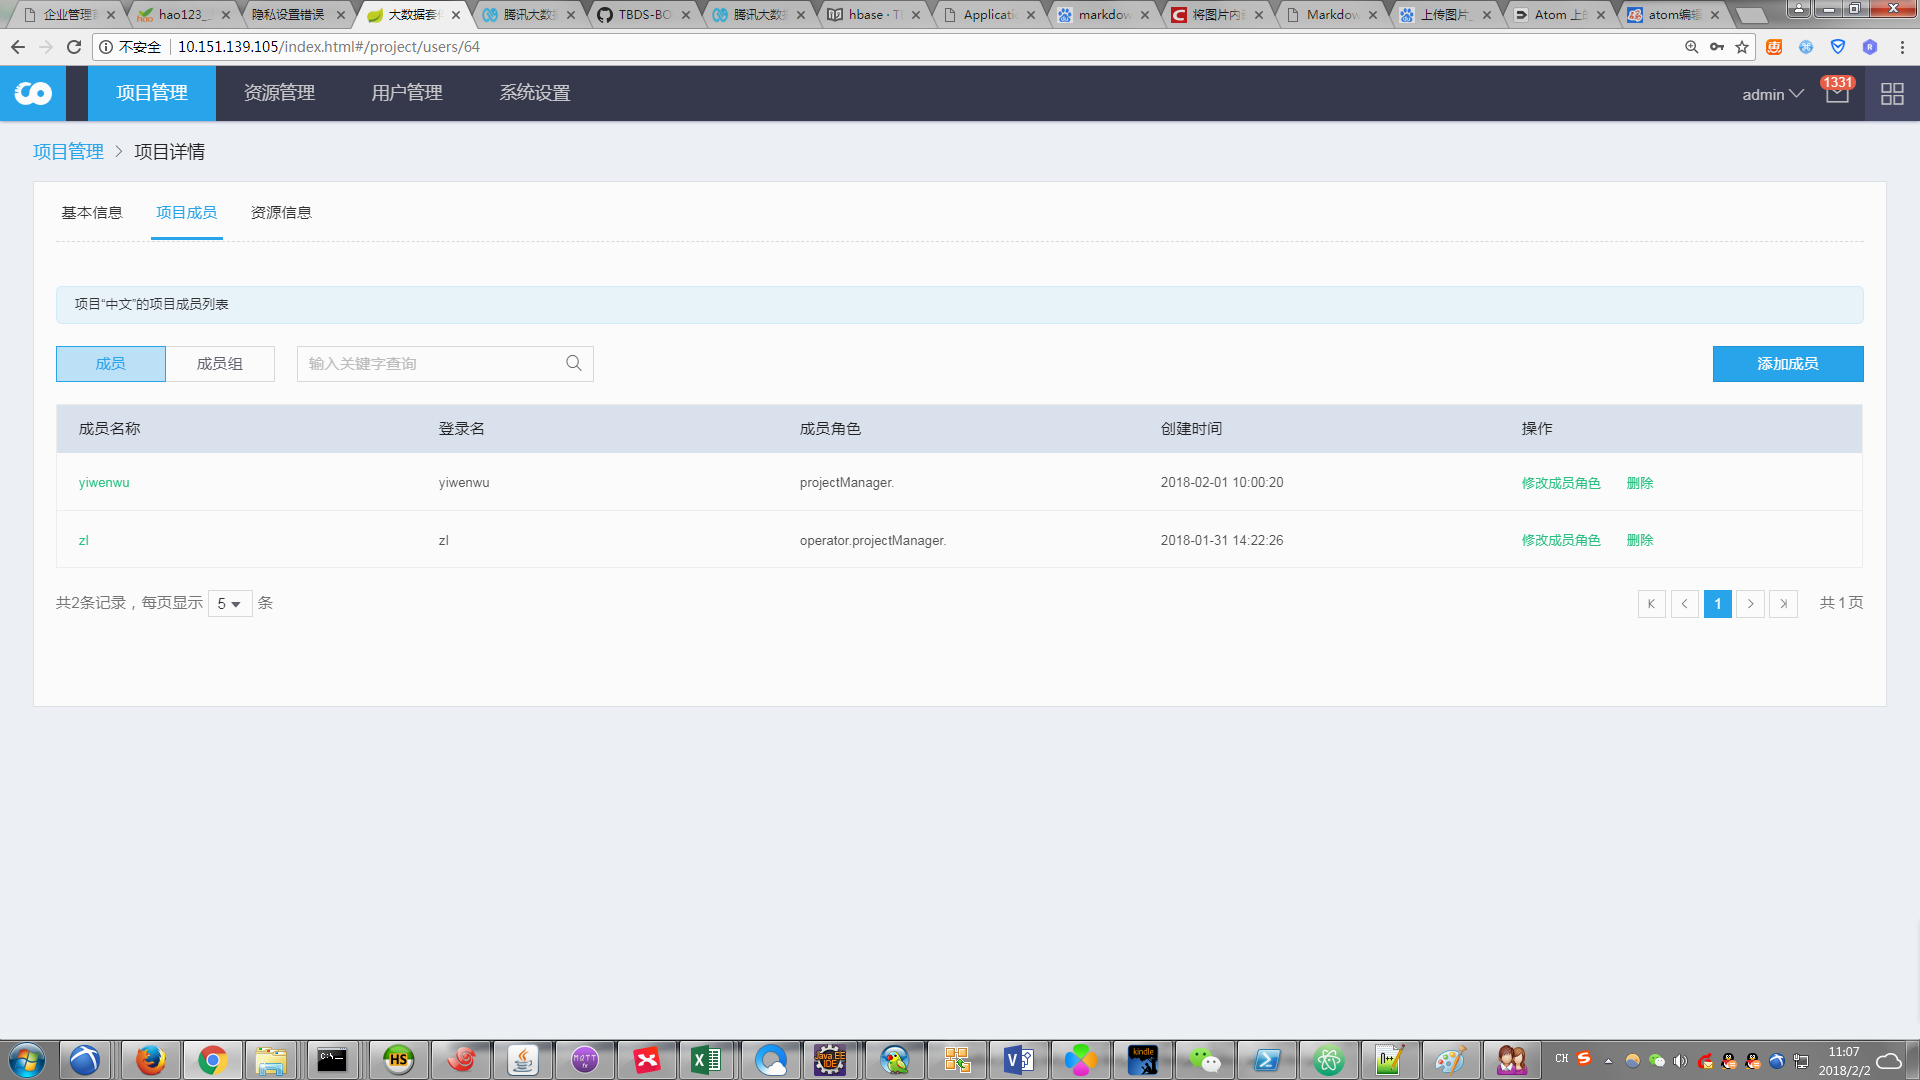 企业管理
hao123_
隐私设置错误
大数据套
腾讯大数
TBDS-BO
腾讯大数
hbase · T
Applicati
markdow
将图片内
Markdow
上传图片_
Atom 上
atom编辑
不安全 10.151.139.105/index.html#/project/users/64
项目管理 资源管理 用户管理 系统设置 admin 1331
项目管理 > 项目详情
基本信息 项目成员 资源信息
项目“中文”的项目成员列表
成员 成员组 输入关键字查询 添加成员
成员名称 登录名 成员角色 创建时间 操作
yiwenwu yiwenwu projectManager. 2018-02-01 10:00:20 修改成员角色 删除
zl zl operator.projectManager. 2018-01-31 14:22:26 修改成员角色 删除
共2条记录，每页显示 5 条 1 共 1 页
C:\_
HS
MATT
Java EE
IDE
kindle
CH
11:07
2018/2/2